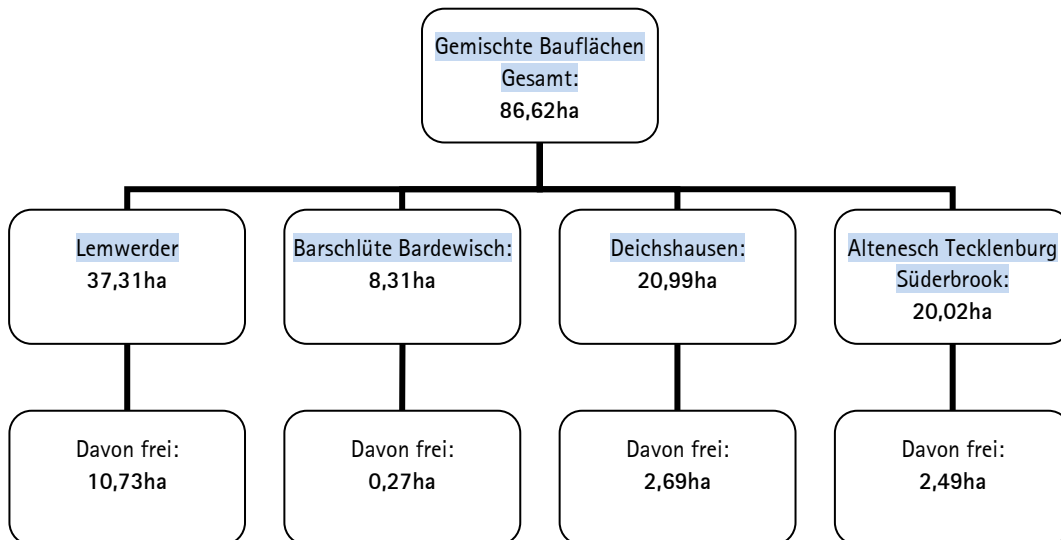 Gemischte Bauflächen
Gesamt:
86,62ha
Lemwerder
37,31ha
Barschlüte Bardewisch:
8,31ha
Deichshausen:
20,99ha
Altenesch Tecklenburg
Süderbrook:
20,02ha
Davon frei:
10,73ha
Davon frei:
0,27ha
Davon frei:
2,69ha
Davon frei:
2,49ha